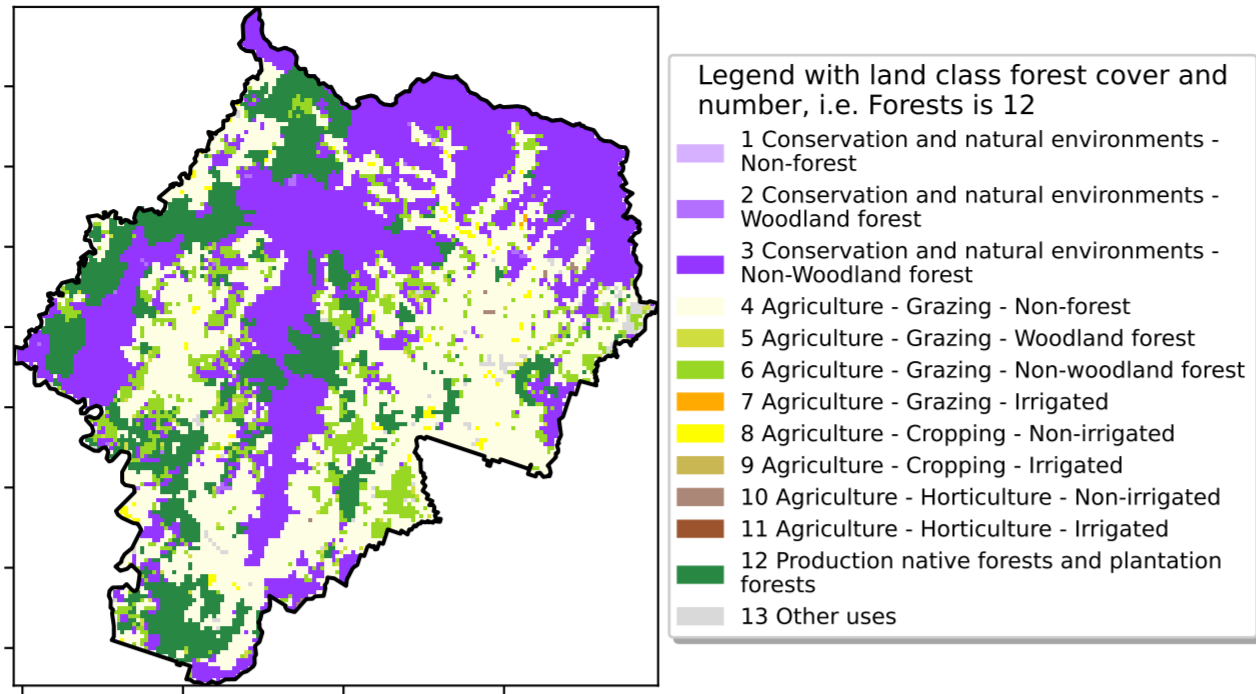 Legend with land class forest cover and
number, i.e. Forests is 12
1 Conservation and natural environments -
Non-forest
2 Conservation and natural environments -
Woodland forest
3 Conservation and natural environments -
Non-Woodland forest
4 Agriculture - Grazing - Non-forest
5 Agriculture - Grazing - Woodland forest
6 Agriculture - Grazing - Non-woodland forest
7 Agriculture - Grazing - Irrigated
8 Agriculture - Cropping - Non-irrigated
9 Agriculture - Cropping - Irrigated
10 Agriculture - Horticulture - Non-irrigated
11 Agriculture - Horticulture - Irrigated
12 Production native forests and plantation
forests
13 Other uses